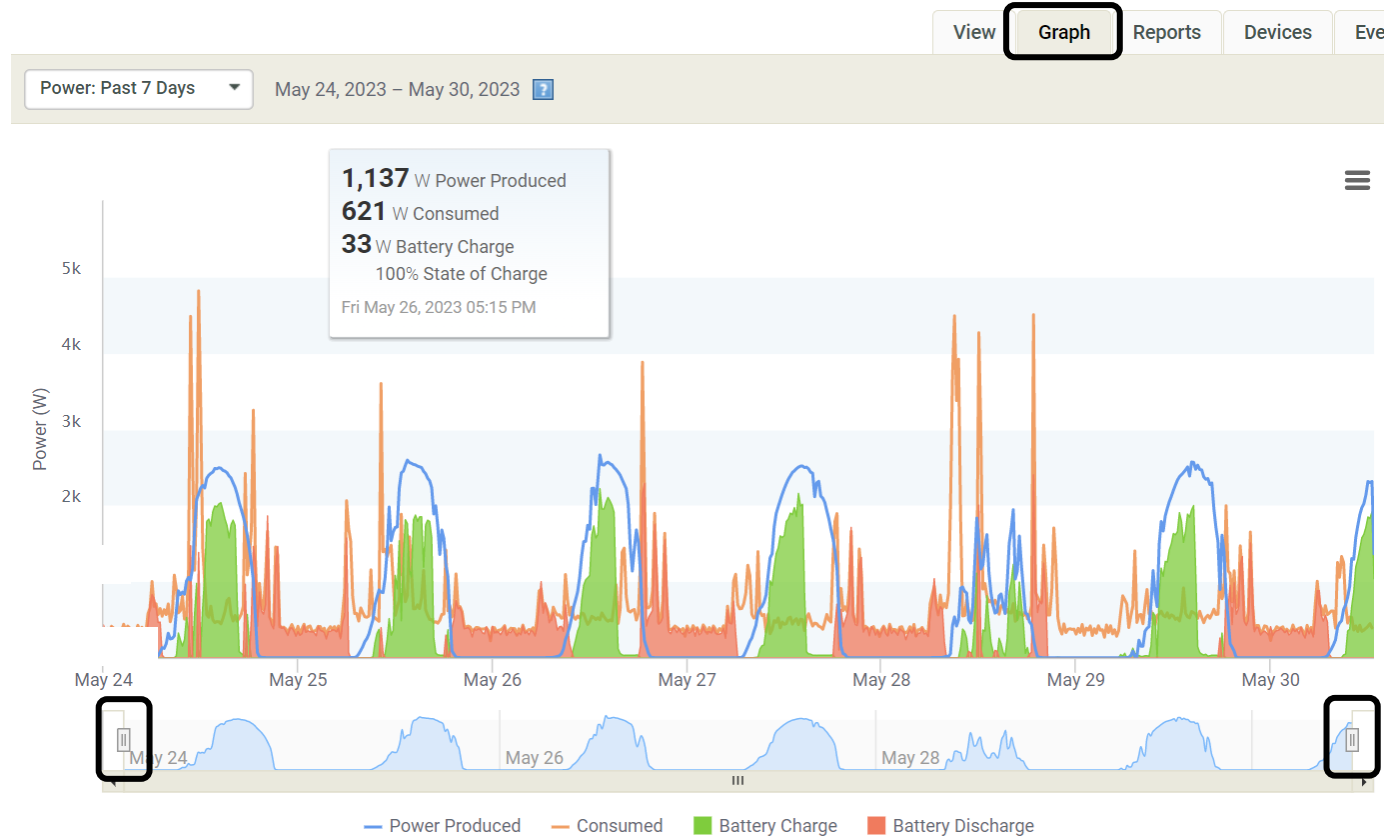 View Graph Reports Devices Eve
Power: Past 7 Days May 24, 2023 – May 30, 2023 ?
1,137 W Power Produced
621 W Consumed
33 W Battery Charge
100% State of Charge
Fri May 26, 2023 05:15 PM
Power (W)
5k
4k
3k
2k
May 24 May 25 May 26 May 27 May 28 May 29 May 30
May 24 May 26 May 28
Power Produced Consumed Battery Charge Battery Discharge